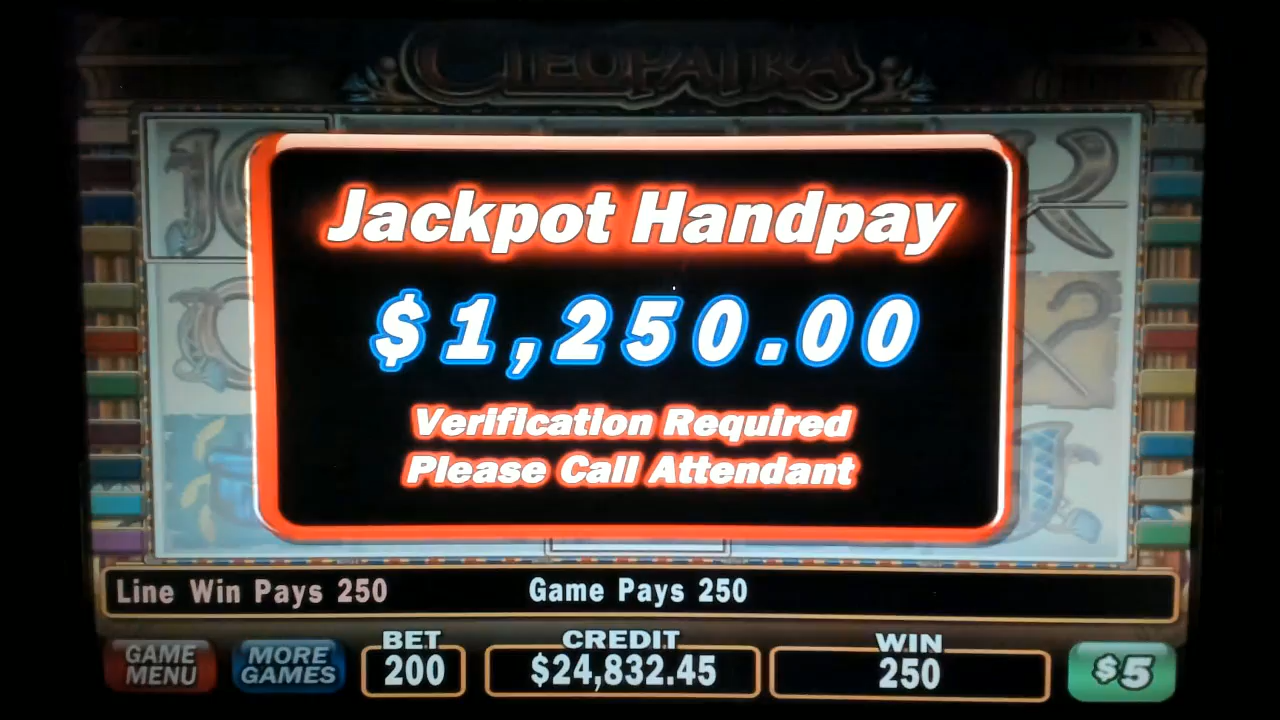 CLEOPATRA
Jackpot Handpay
$1,250.00
Verification Required
Please Call Attendant
Line Win Pays 250 Game Pays 250
GAME MENU
MORE GAMES
BET
200
CREDIT
$24,832.45
WIN
250
$5